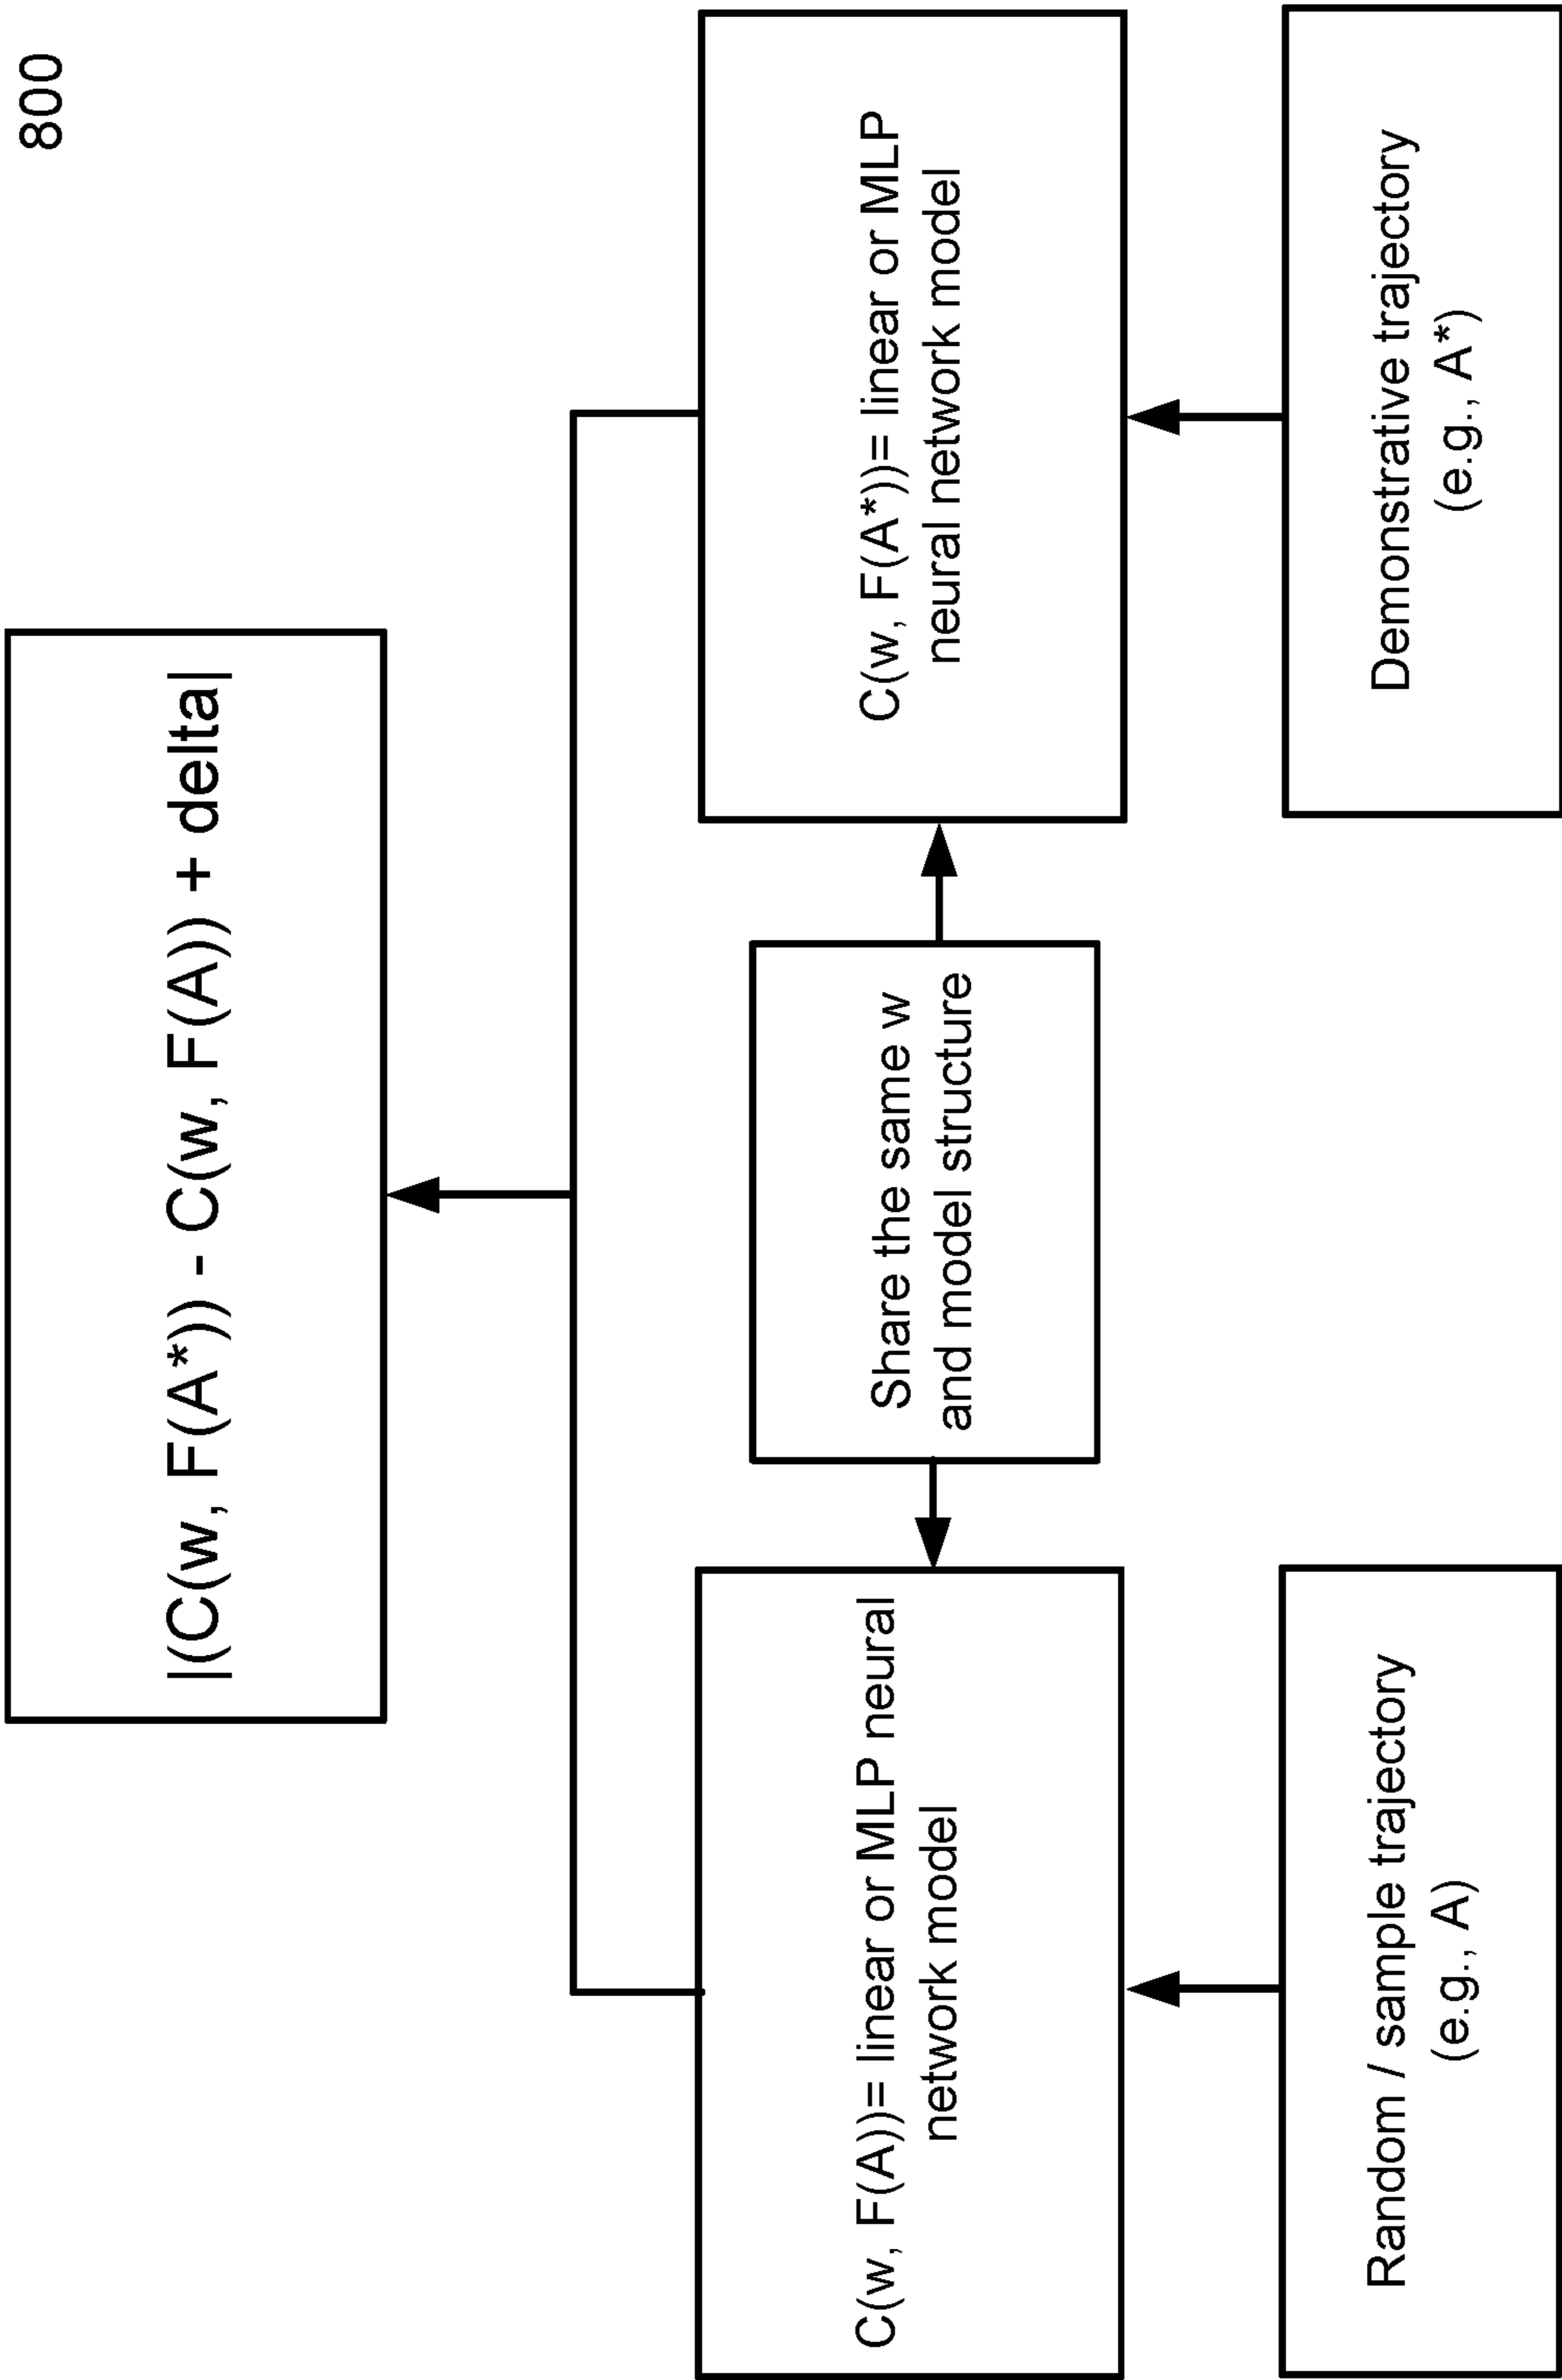 800
|(C(w, F(A*)) - C(w, F(A)) + delta|
C(w, F(A))= linear or MLP neural
network model
Share the same w
and model structure
C(w, F(A*))= linear or MLP
neural network model
Random / sample trajectory
(e.g., A)
Demonstrative trajectory
(e.g., A*)